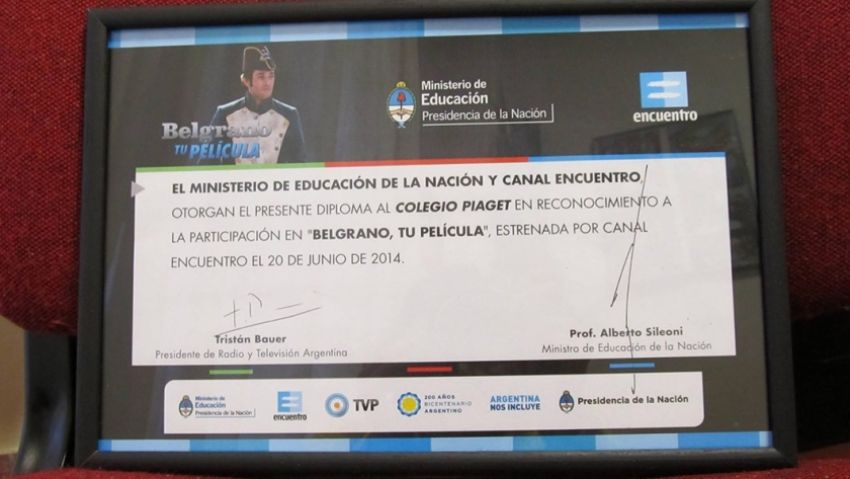 Belgrano
TU PELÍCULA
Ministerio de
Educación
Presidencia de la Nación
encuentro
EL MINISTERIO DE EDUCACIÓN DE LA NACIÓN Y CANAL ENCUENTRO
OTORGAN EL PRESENTE DIPLOMA AL COLEGIO PIAGET EN RECONOCIMIENTO A
LA PARTICIPACIÓN EN "BELGRANO, TU PELÍCULA", ESTRENADA POR CANAL
ENCUENTRO EL 20 DE JUNIO DE 2014.
Tristán Bauer
Presidente de Radio y Televisión Argentina
Prof. Alberto Sileoni
Ministro de Educación de la Nación
Ministerio de
Educación
Presidencia de la Nación
encuentro
TVP
200 AÑOS
BICENTENARIO
ARGENTINO
ARGENTINA
NOS INCLUYE
Presidencia de la Nación